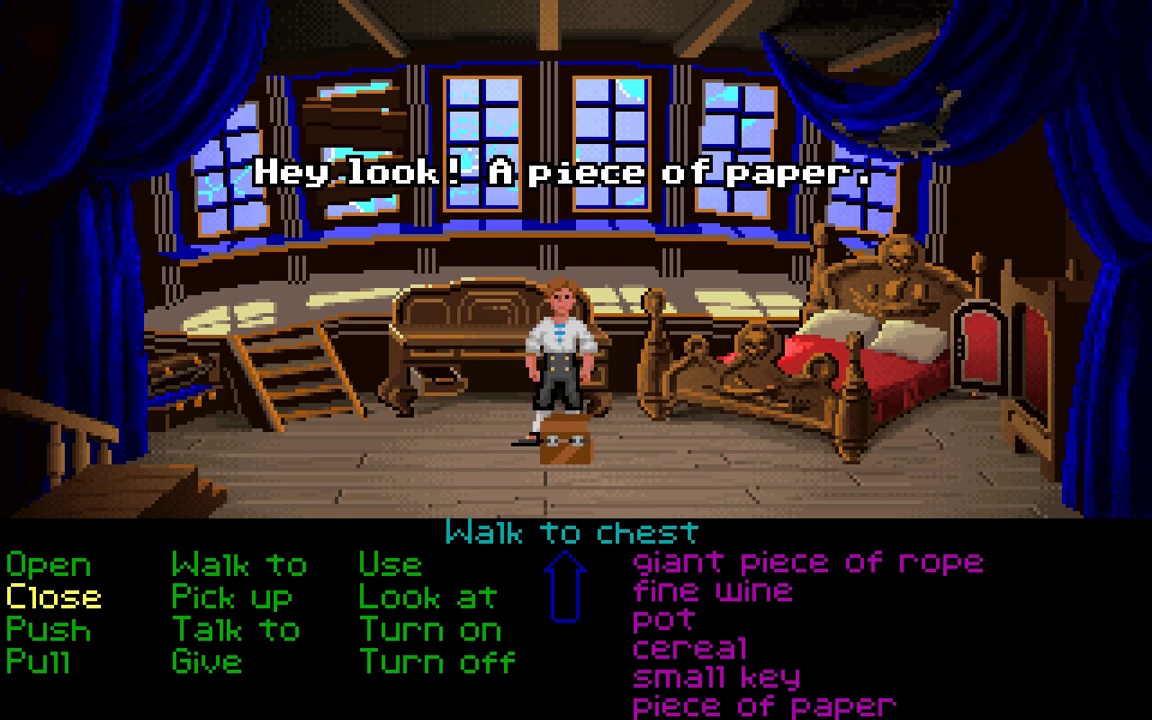 Hey look! A piece of paper.
Walk to chest
Open Walk to Use
Close Pick up Look at
Push Talk to Turn on
Pull Give Turn off
giant piece of rope
fine wine
pot
cereal
small key
piece of paper